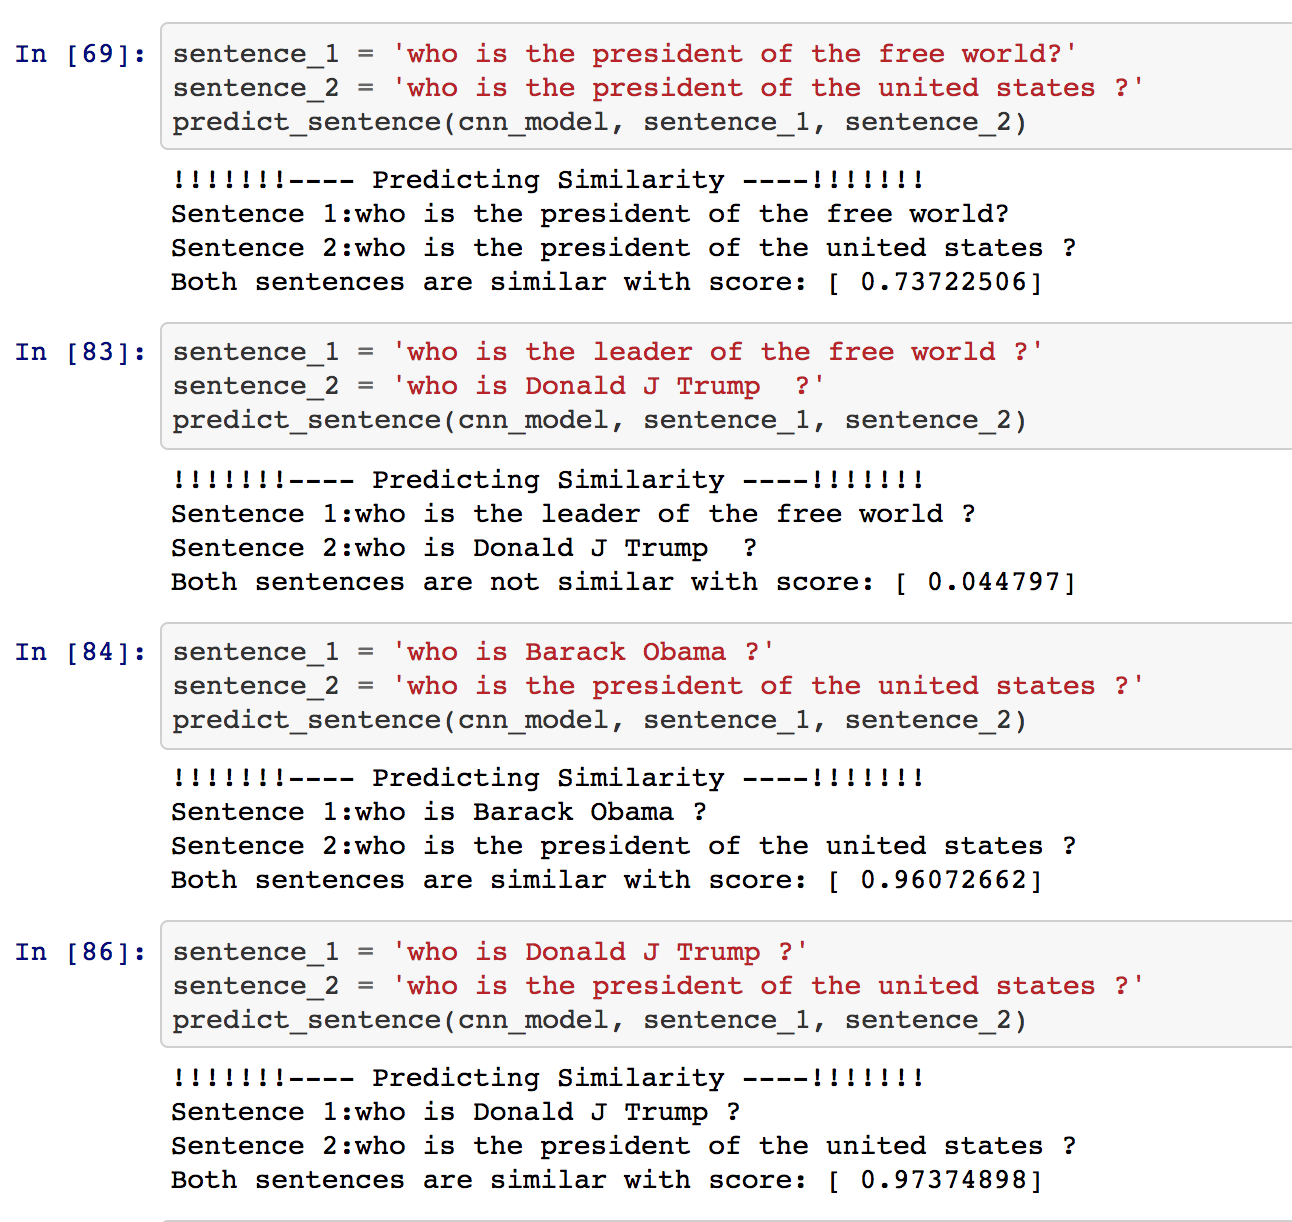 In [69]: sentence_1 = 'who is the president of the free world?'
sentence_2 = 'who is the president of the united states ?'
predict_sentence(cnn_model, sentence_1, sentence_2)
!!!!!!!---- Predicting Similarity ----!!!!!!!
Sentence 1:who is the president of the free world?
Sentence 2:who is the president of the united states ?
Both sentences are similar with score: [ 0.73722506]
In [83]: sentence_1 = 'who is the leader of the free world ?'
sentence_2 = 'who is Donald J Trump  ?'
predict_sentence(cnn_model, sentence_1, sentence_2)
!!!!!!!---- Predicting Similarity ----!!!!!!!
Sentence 1:who is the leader of the free world ?
Sentence 2:who is Donald J Trump  ?
Both sentences are not similar with score: [ 0.044797]
In [84]: sentence_1 = 'who is Barack Obama ?'
sentence_2 = 'who is the president of the united states ?'
predict_sentence(cnn_model, sentence_1, sentence_2)
!!!!!!!---- Predicting Similarity ----!!!!!!!
Sentence 1:who is Barack Obama ?
Sentence 2:who is the president of the united states ?
Both sentences are similar with score: [ 0.96072662]
In [86]: sentence_1 = 'who is Donald J Trump ?'
sentence_2 = 'who is the president of the united states ?'
predict_sentence(cnn_model, sentence_1, sentence_2)
!!!!!!!---- Predicting Similarity ----!!!!!!!
Sentence 1:who is Donald J Trump ?
Sentence 2:who is the president of the united states ?
Both sentences are similar with score: [ 0.97374898]